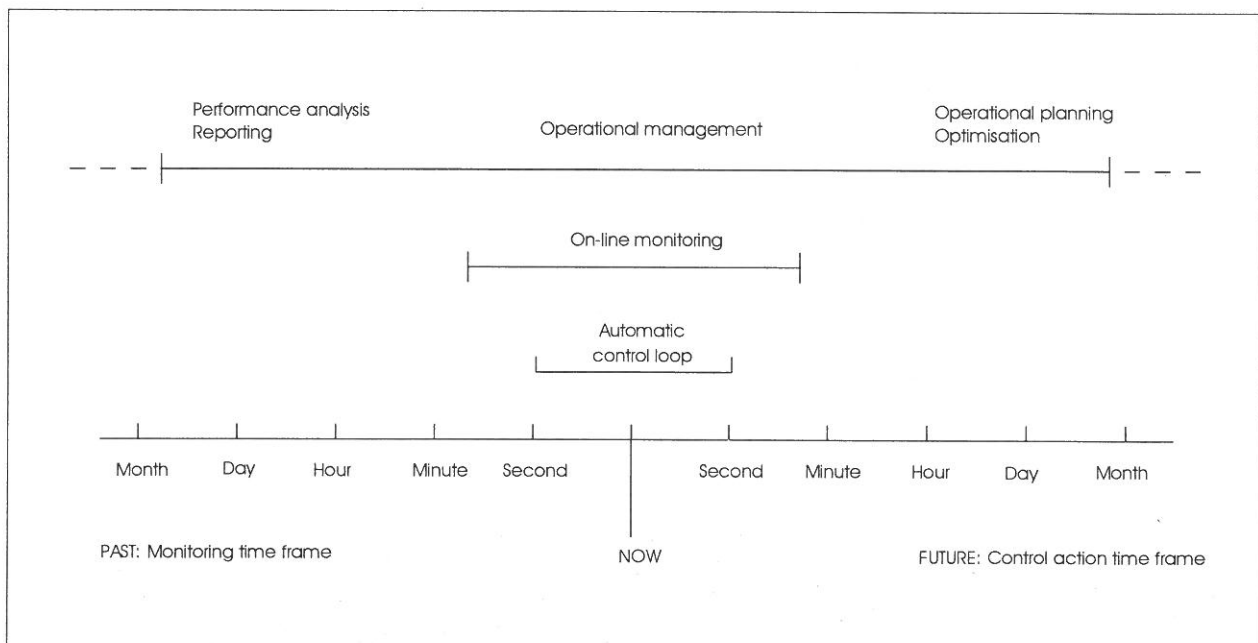 Performance analysis
Reporting
Operational management
Operational planning
Optimisation
On-line monitoring
Automatic
control loop
Month Day Hour Minute Second Second Minute Hour Day Month
PAST: Monitoring time frame
NOW
FUTURE: Control action time frame